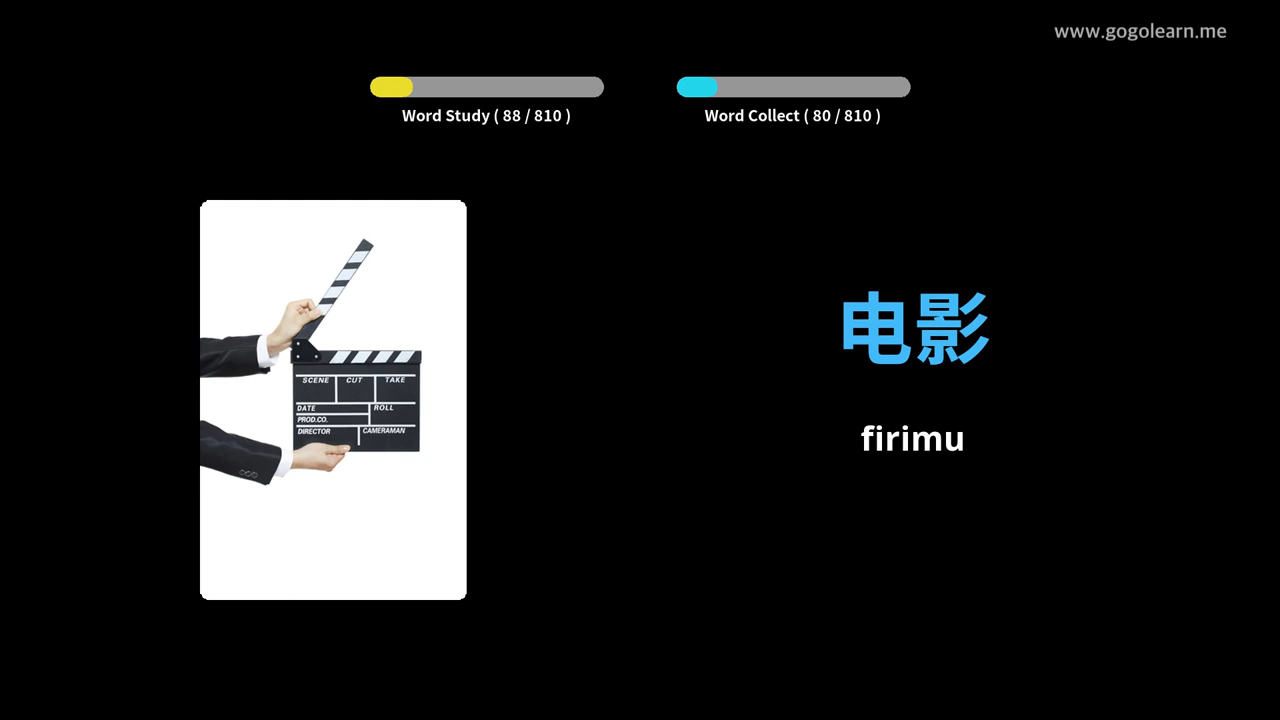 www.gogolearn.me
Word Study ( 88 / 810 )
Word Collect ( 80 / 810 )
SCENE CUT TAKE
DATE ROLL
PROD.CO.
DIRECTOR CAMERAMAN
电影
firimu